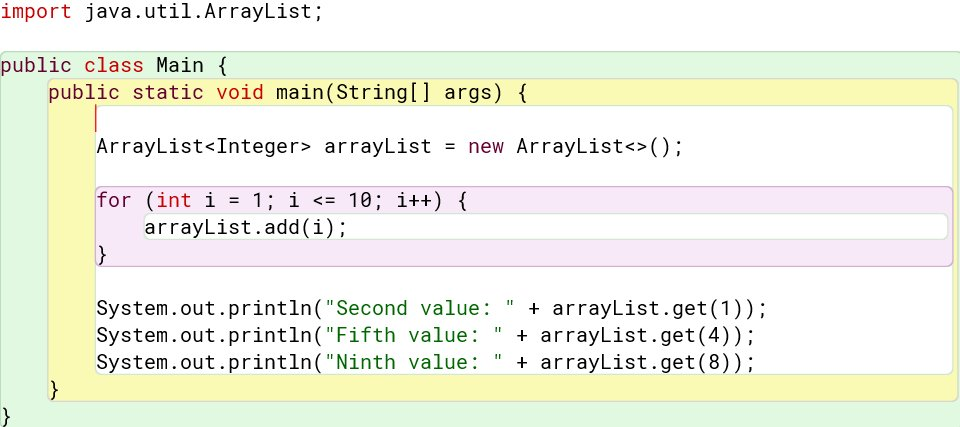 import java.util.ArrayList;
public class Main {
public static void main(String[] args) {
ArrayList<Integer> arrayList = new ArrayList<>();
for (int i = 1; i <= 10; i++) {
arrayList.add(i);
}
System.out.println("Second value: " + arrayList.get(1));
System.out.println("Fifth value: " + arrayList.get(4));
System.out.println("Ninth value: " + arrayList.get(8));
}
}